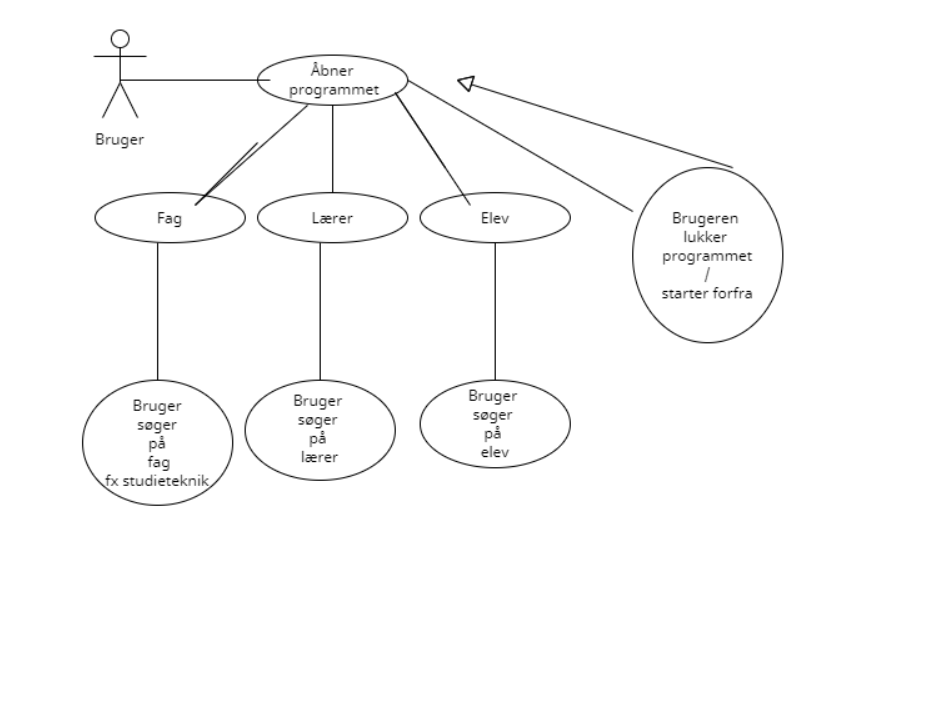 Åbner
programmet
Bruger
Fag
Lærer
Elev
Brugeren
lukker
programmet
/
starter forfra
Bruger
søger
på
fag
fx studieteknik
Bruger
søger
på
lærer
Bruger
søger
på
elev